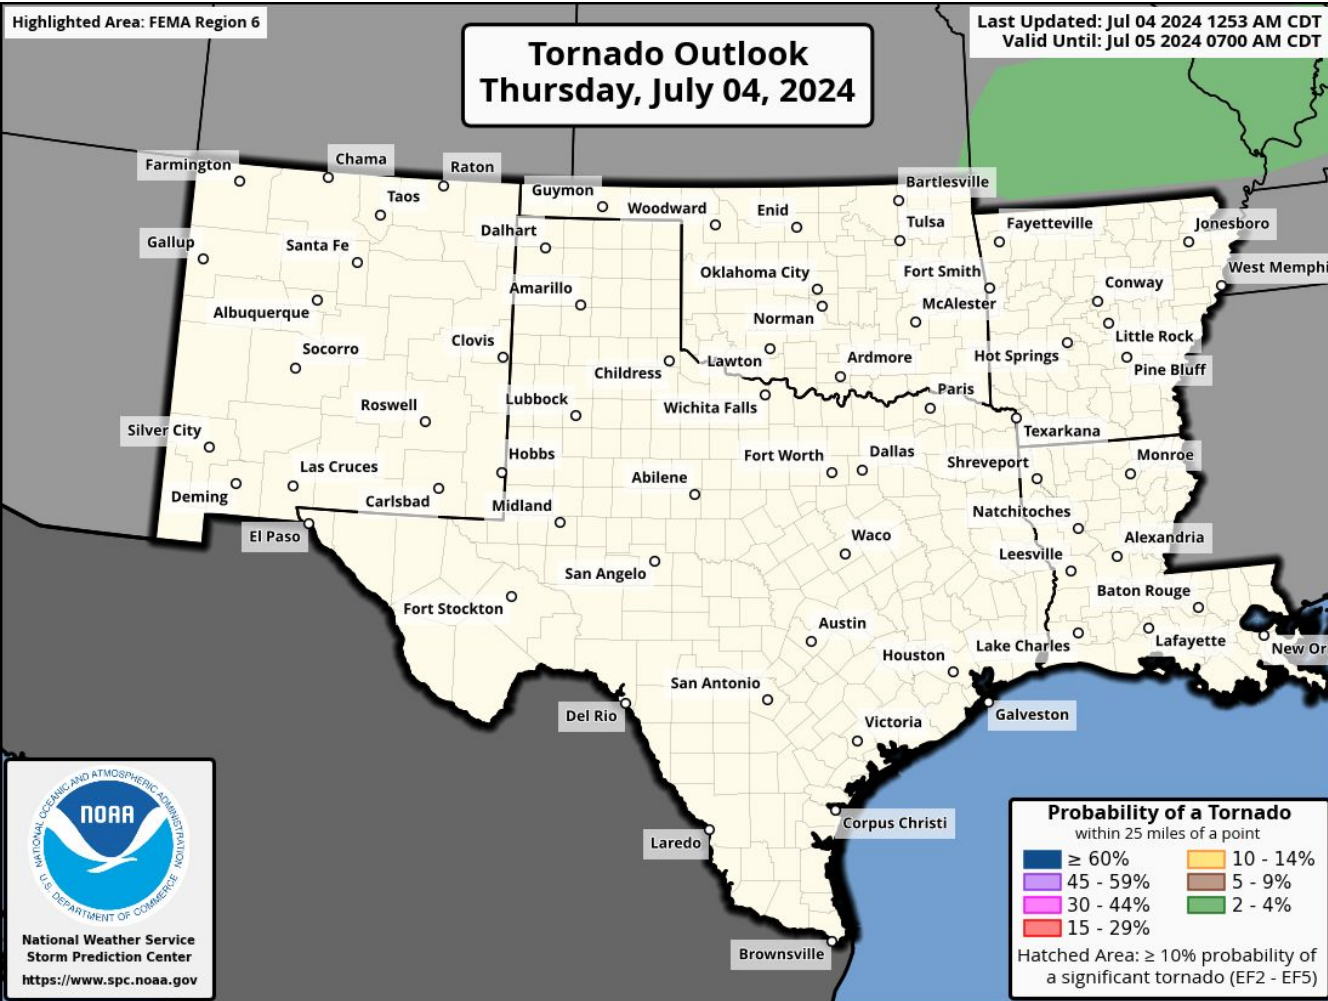 Highlighted Area: FEMA Region 6
Last Updated: Jul 04 2024 1253 AM CDT
Valid Until: Jul 05 2024 0700 AM CDT
Tornado Outlook
Thursday, July 04, 2024
Farmington
Chama
Raton
Taos
Guymon
Woodward
Enid
Bartlesville
Tulsa
Fayetteville
Jonesboro
Gallup
Santa Fe
Dalhart
Oklahoma City
Fort Smith
West Memphi
Amarillo
Conway
Albuquerque
Norman
McAlester
Little Rock
Socorro
Clovis
Childress
Lawton
Ardmore
Hot Springs
Pine Bluff
Roswell
Lubbock
Wichita Falls
Paris
Silver City
Texarkana
Las Cruces
Hobbs
Fort Worth
Dallas
Shreveport
Monroe
Deming
Carlsbad
Midland
Abilene
Natchitoches
El Paso
Waco
Alexandria
San Angelo
Leesville
Fort Stockton
Baton Rouge
Austin
Lake Charles
Lafayette
New Or
Houston
San Antonio
Del Rio
Victoria
Galveston
Corpus Christi
Laredo
Brownsville
NATIONAL OCEANIC AND ATMOSPHERIC ADMINISTRATION
NOAA
U.S. DEPARTMENT OF COMMERCE
National Weather Service
Storm Prediction Center
https://www.spc.noaa.gov
Probability of a Tornado
within 25 miles of a point
≥ 60%
45 - 59%
30 - 44%
15 - 29%
10 - 14%
5 - 9%
2 - 4%
Hatched Area: ≥ 10% probability of
a significant tornado (EF2 - EF5)